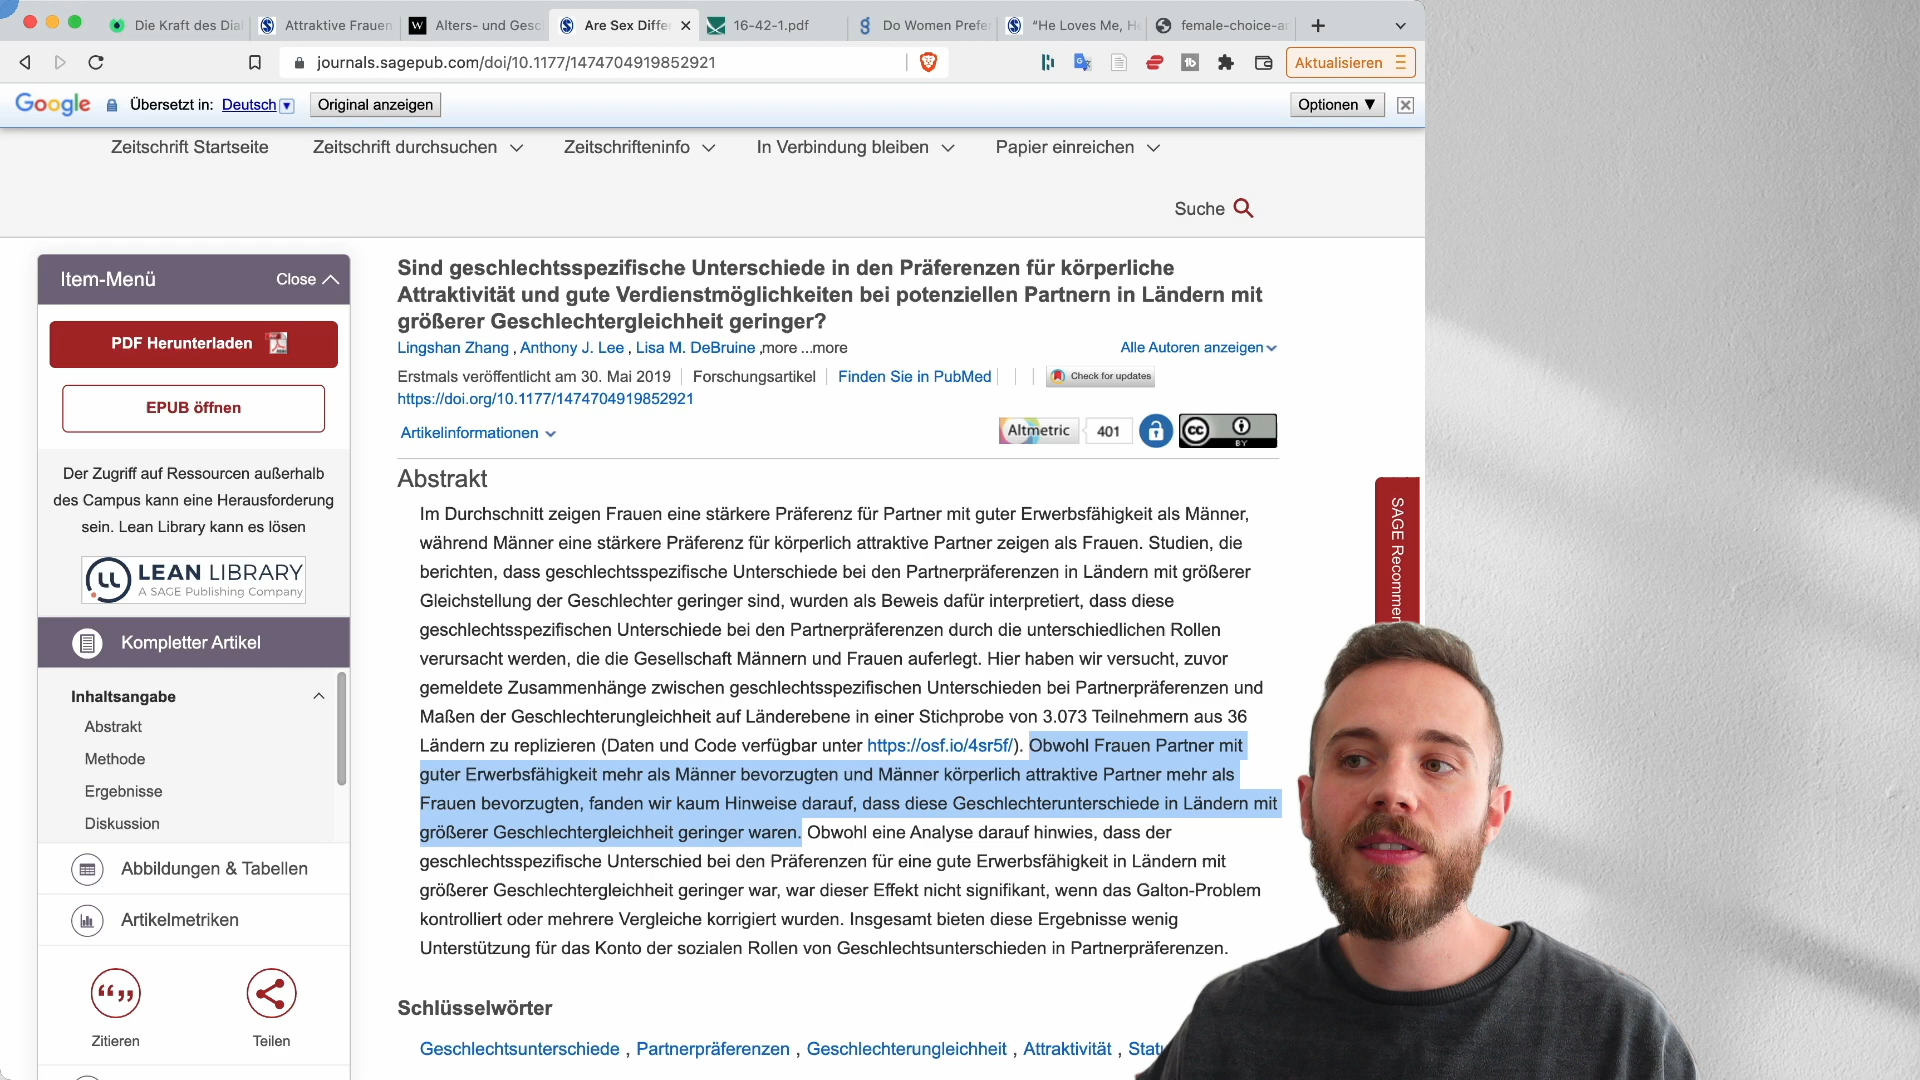 Die Kraft des Dia
Attraktive Frauen
Alters- und Gesc
Are Sex Differ
16-42-1.pdf
Do Women Prefer
"He Loves Me, He
female-choice-an
journals.sagepub.com/doi/10.1177/1474704919852921
Aktualisieren
Google Übersetzt in: Deutsch Original anzeigen
Optionen ▼
Zeitschrift Startseite Zeitschrift durchsuchen Zeitschrifteninfo In Verbindung bleiben Papier einreichen
Suche
Item-Menü Close
PDF Herunterladen
EPUB öffnen
Der Zugriff auf Ressourcen außerhalb
des Campus kann eine Herausforderung
sein. Lean Library kann es lösen
LEAN LIBRARY
A SAGE Publishing Company
Kompletter Artikel
Inhaltsangabe
Abstrakt
Methode
Ergebnisse
Diskussion
Abbildungen & Tabellen
Artikelmetriken
Zitieren
Teilen
Sind geschlechtsspezifische Unterschiede in den Präferenzen für körperliche
Attraktivität und gute Verdienstmöglichkeiten bei potenziellen Partnern in Ländern mit
größerer Geschlechtergleichheit geringer?
Lingshan Zhang , Anthony J. Lee , Lisa M. DeBruine ,more ...more
Alle Autoren anzeigen
Erstmals veröffentlicht am 30. Mai 2019 Forschungsartikel Finden Sie in PubMed
Check for updates
https://doi.org/10.1177/1474704919852921
Artikelinformationen
Altmetric 401
cc BY
Abstrakt
Im Durchschnitt zeigen Frauen eine stärkere Präferenz für Partner mit guter Erwerbsfähigkeit als Männer,
während Männer eine stärkere Präferenz für körperlich attraktive Partner zeigen als Frauen. Studien, die
berichten, dass geschlechtsspezifische Unterschiede bei den Partnerpräferenzen in Ländern mit größerer
Gleichstellung der Geschlechter geringer sind, wurden als Beweis dafür interpretiert, dass diese
geschlechtsspezifischen Unterschiede bei den Partnerpräferenzen durch die unterschiedlichen Rollen
verursacht werden, die die Gesellschaft Männern und Frauen auferlegt. Hier haben wir versucht, zuvor
gemeldete Zusammenhänge zwischen geschlechtsspezifischen Unterschieden bei Partnerpräferenzen und
Maßen der Geschlechterungleichheit auf Länderebene in einer Stichprobe von 3.073 Teilnehmern aus 36
Ländern zu replizieren (Daten und Code verfügbar unter https://osf.io/4sr5f/). Obwohl Frauen Partner mit
guter Erwerbsfähigkeit mehr als Männer bevorzugten und Männer körperlich attraktive Partner mehr als
Frauen bevorzugten, fanden wir kaum Hinweise darauf, dass diese Geschlechterunterschiede in Ländern mit
größerer Geschlechtergleichheit geringer waren. Obwohl eine Analyse darauf hinwies, dass der
geschlechtsspezifische Unterschied bei den Präferenzen für eine gute Erwerbsfähigkeit in Ländern mit
größerer Geschlechtergleichheit geringer war, war dieser Effekt nicht signifikant, wenn das Galton-Problem
kontrolliert oder mehrere Vergleiche korrigiert wurden. Insgesamt bieten diese Ergebnisse wenig
Unterstützung für das Konto der sozialen Rollen von Geschlechtsunterschieden in Partnerpräferenzen.
Schlüsselwörter
Geschlechtsunterschiede , Partnerpräferenzen , Geschlechterungleichheit , Attraktivität , Statu
SAGE Recommen